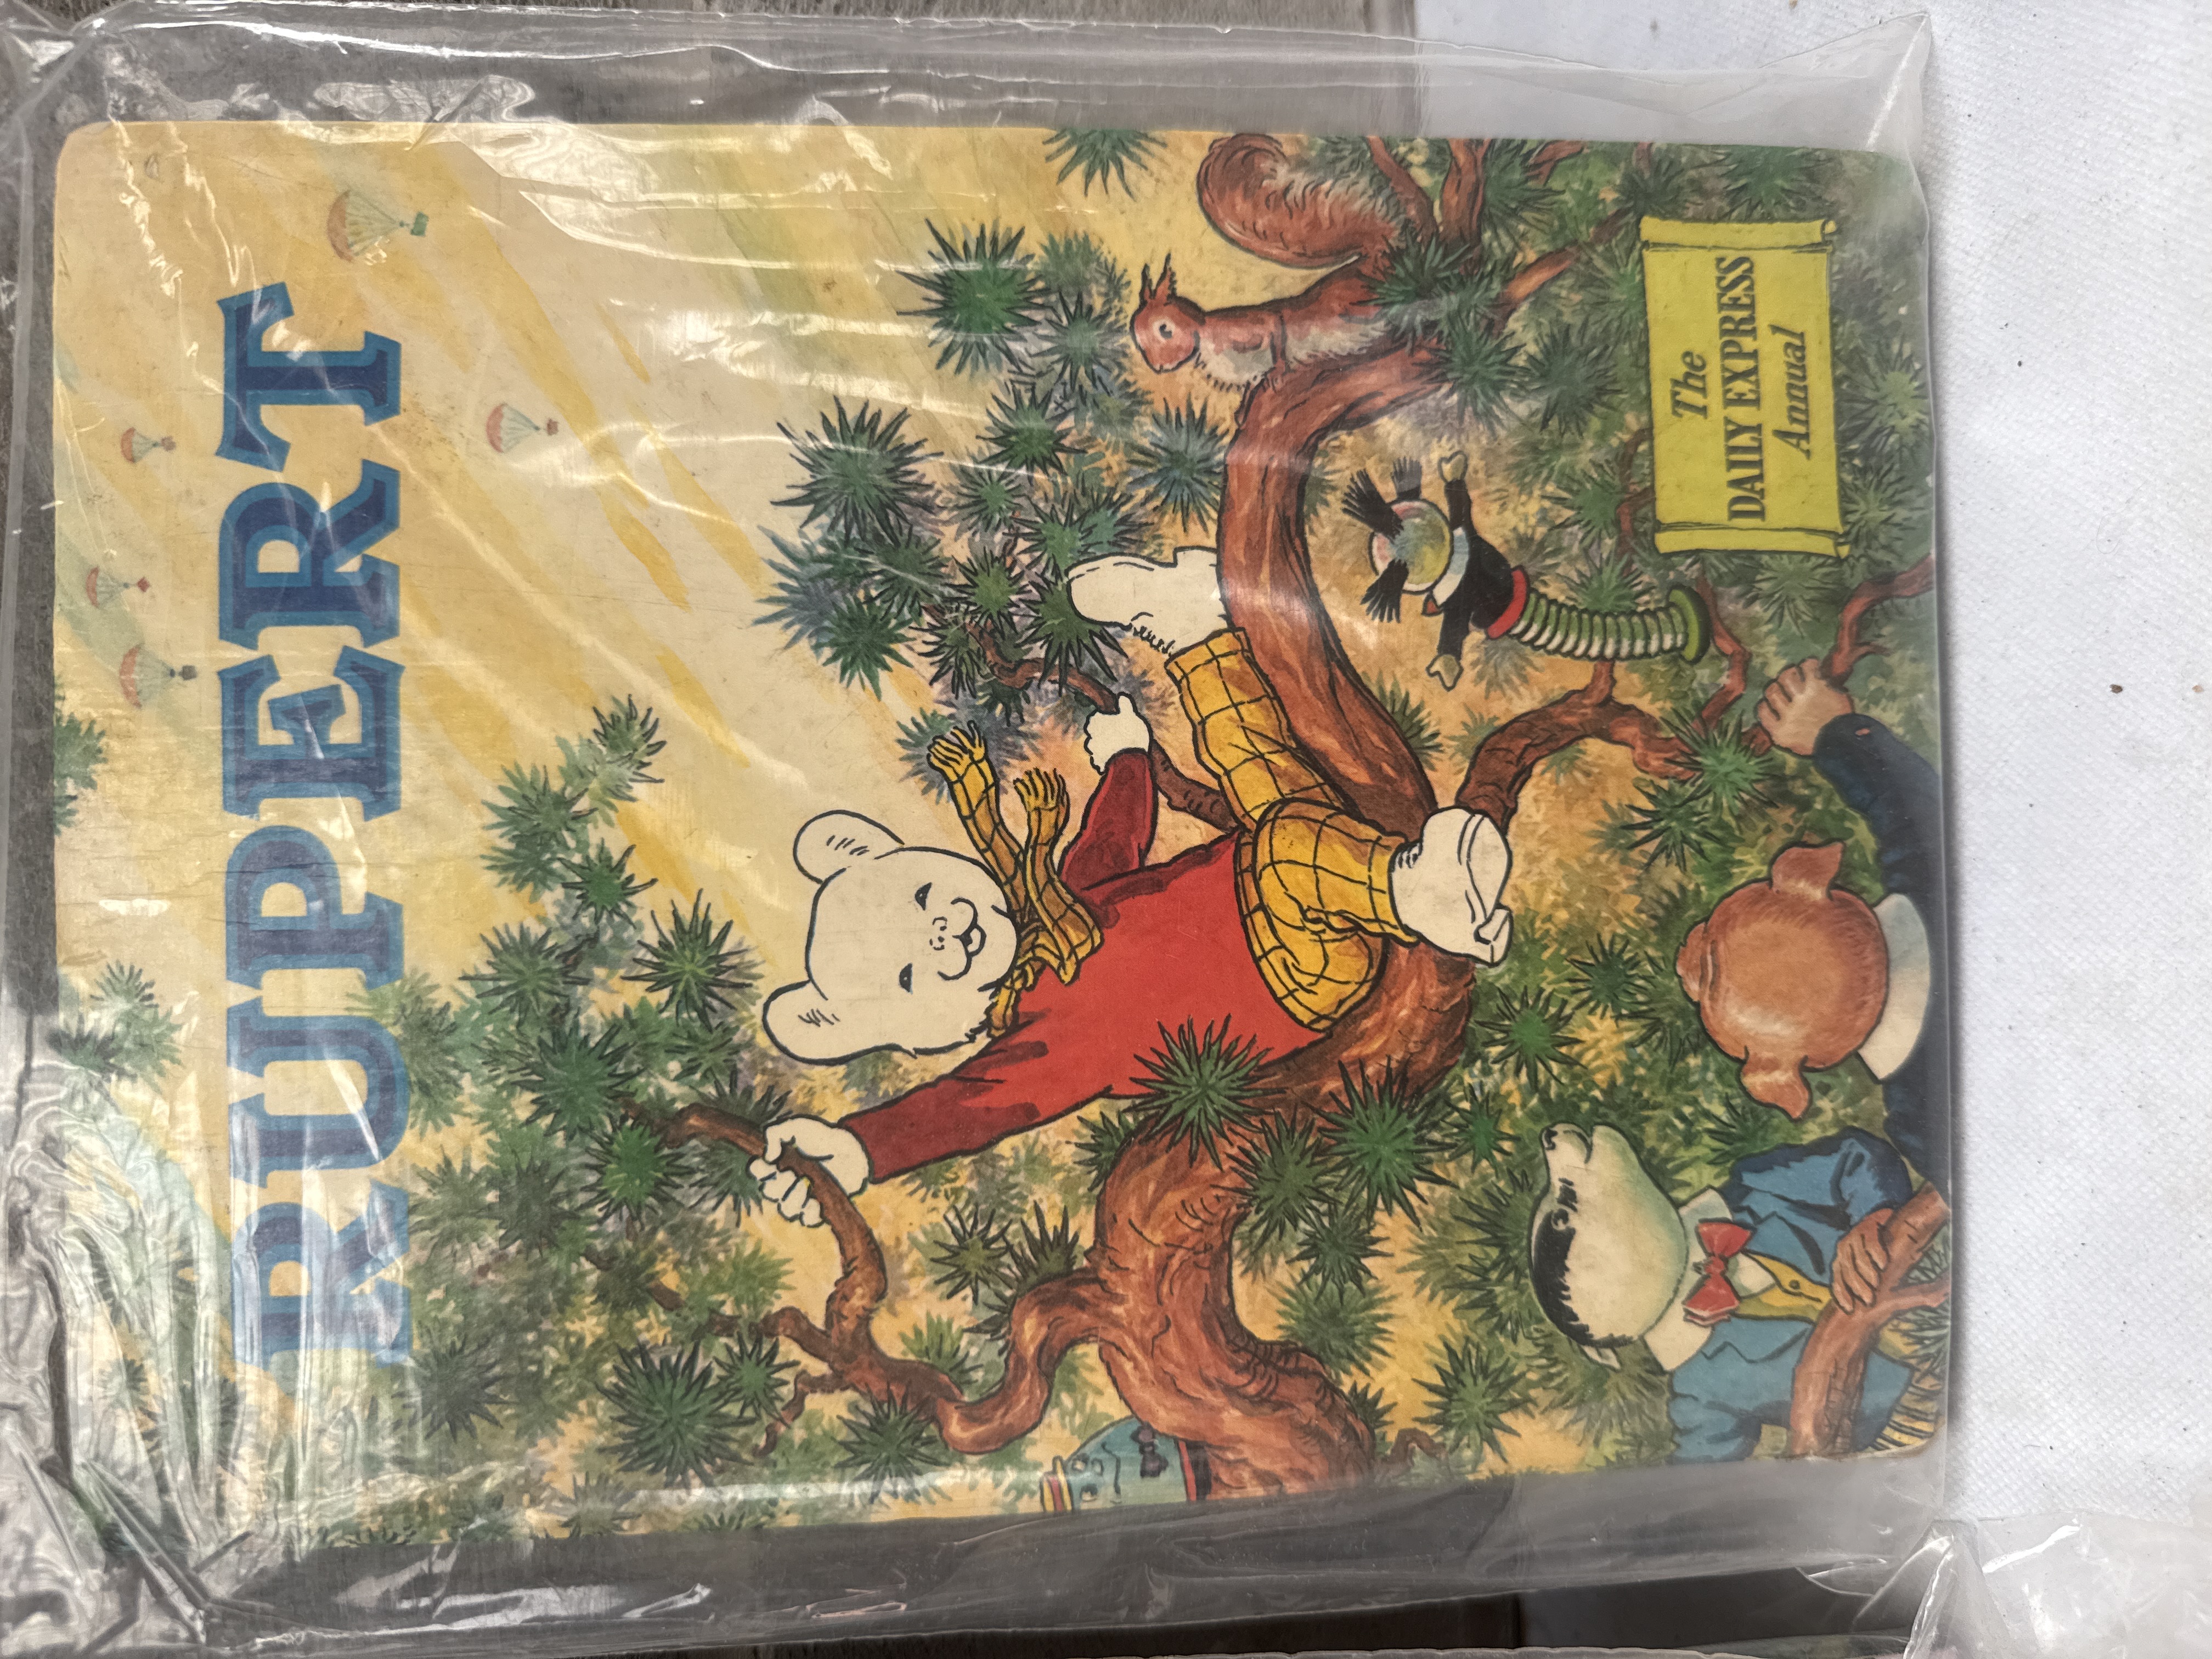 RUPERT
The
DAILY EXPRESS
Annual